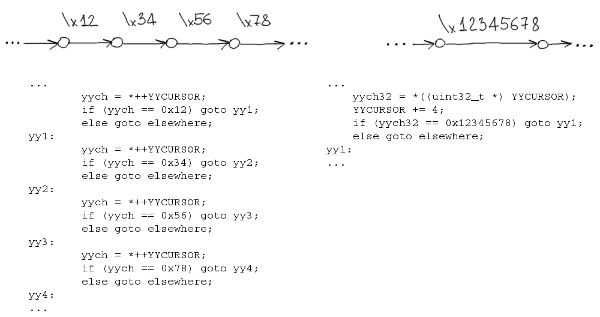 \x12 \x34 \x56 \x78
... ...
...
yych = *++YYCURSOR;
if (yych == 0x12) goto yy1;
else goto elsewhere;
yy1:
yych = *++YYCURSOR;
if (yych == 0x34) goto yy2;
else goto elsewhere;
yy2:
yych = *++YYCURSOR;
if (yych == 0x56) goto yy3;
else goto elsewhere;
yy3:
yych = *++YYCURSOR;
if (yych == 0x78) goto yy4;
else goto elsewhere;
yy4:
...
\x12345678
... ...
...
yych32 = *((uint32_t *) YYCURSOR);
YYCURSOR += 4;
if (yych32 == 0x12345678) goto yy1;
else goto elsewhere;
yy1:
...